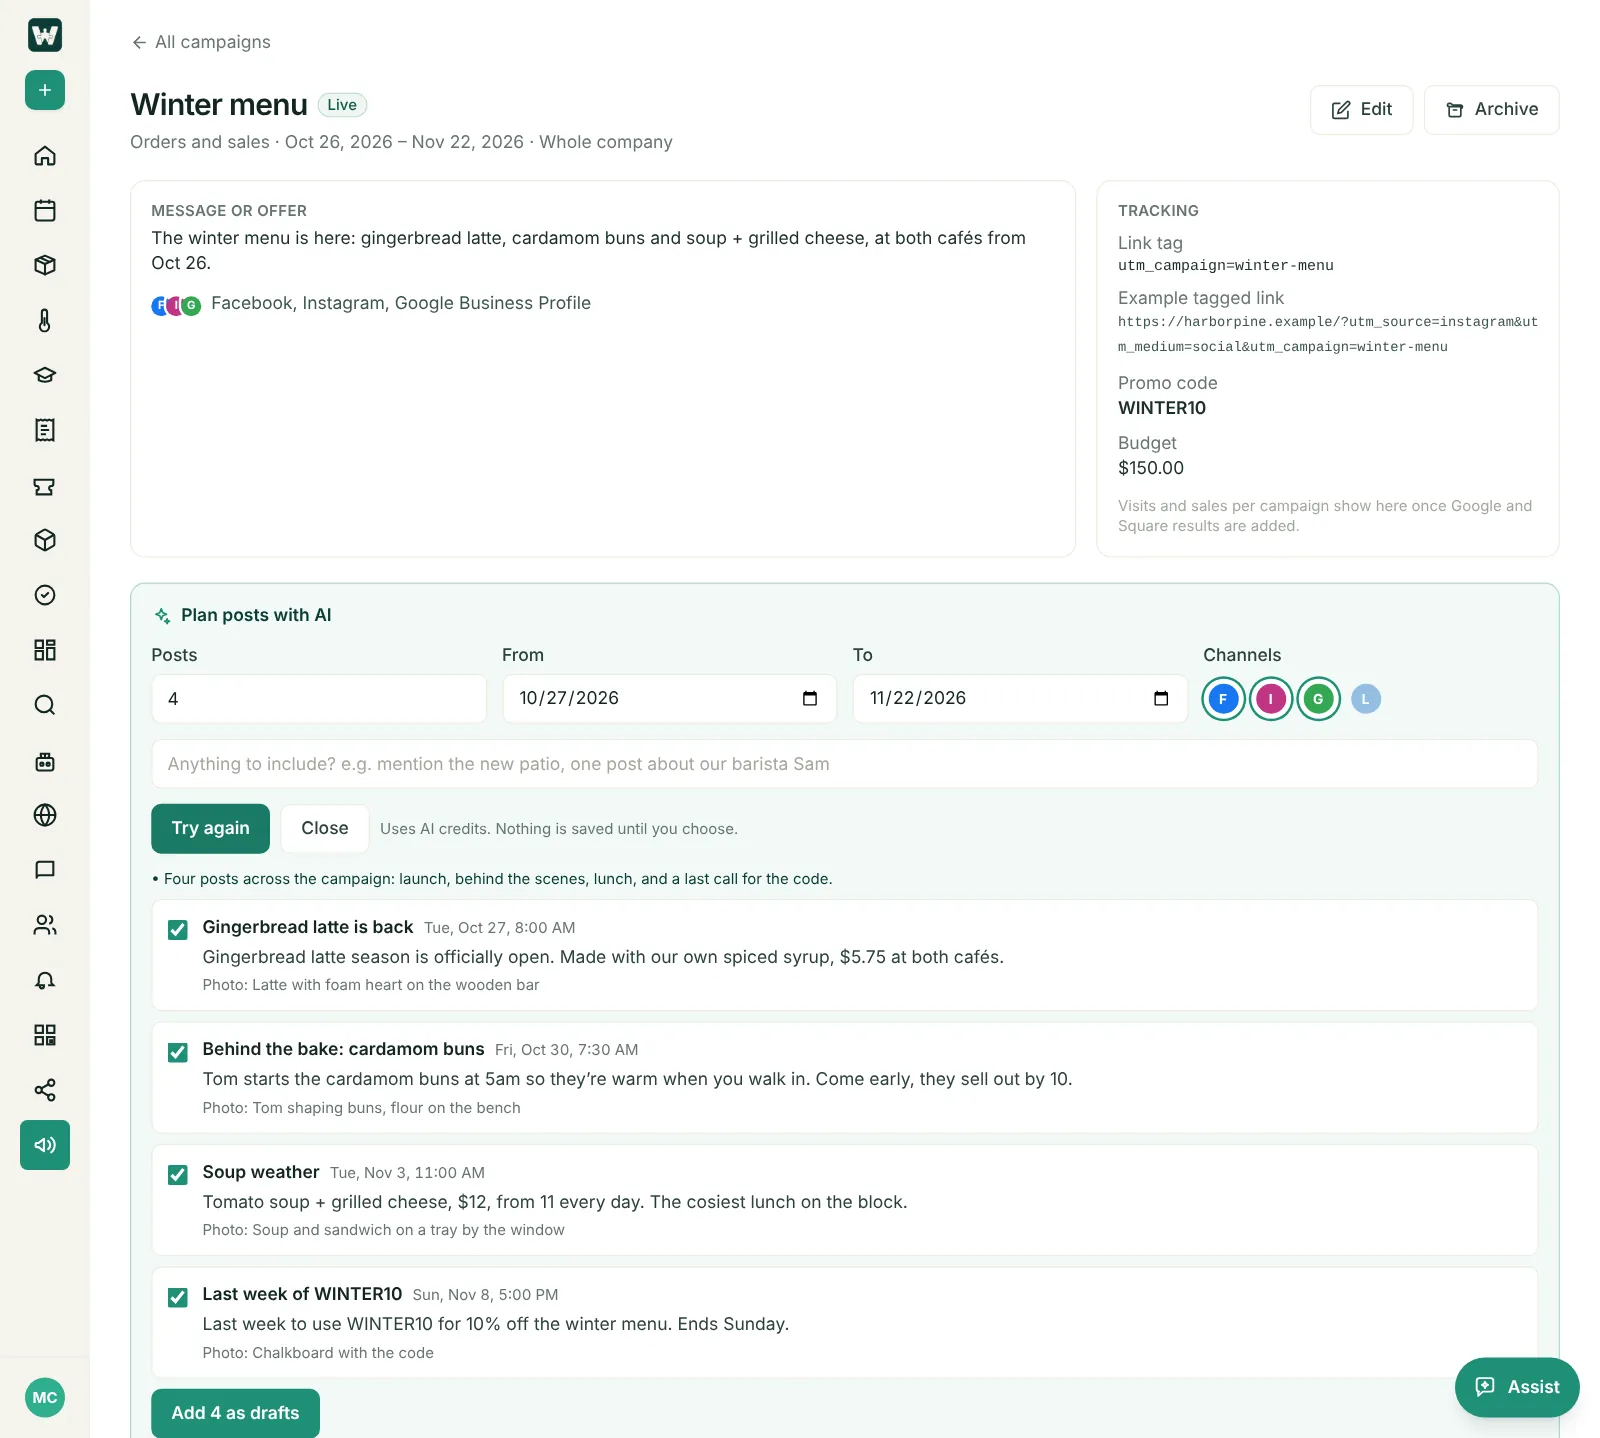 W
+
All campaigns
Winter menu Live
Orders and sales · Oct 26, 2026 – Nov 22, 2026 · Whole company
Edit
Archive
MESSAGE OR OFFER
The winter menu is here: gingerbread latte, cardamom buns and soup + grilled cheese, at both cafés from
Oct 26.
F I G Facebook, Instagram, Google Business Profile
TRACKING
Link tag
utm_campaign=winter-menu
Example tagged link
https://harborpine.example/?utm_source=instagram&ut
m_medium=social&utm_campaign=winter-menu
Promo code
WINTER10
Budget
$150.00
Visits and sales per campaign show here once Google and
Square results are added.
Plan posts with AI
Posts From To Channels
4 10/27/2026 11/22/2026 F I G L
Anything to include? e.g. mention the new patio, one post about our barista Sam
Try again Close Uses AI credits. Nothing is saved until you choose.
• Four posts across the campaign: launch, behind the scenes, lunch, and a last call for the code.
Gingerbread latte is back Tue, Oct 27, 8:00 AM
Gingerbread latte season is officially open. Made with our own spiced syrup, $5.75 at both cafés.
Photo: Latte with foam heart on the wooden bar
Behind the bake: cardamom buns Fri, Oct 30, 7:30 AM
Tom starts the cardamom buns at 5am so they’re warm when you walk in. Come early, they sell out by 10.
Photo: Tom shaping buns, flour on the bench
Soup weather Tue, Nov 3, 11:00 AM
Tomato soup + grilled cheese, $12, from 11 every day. The cosiest lunch on the block.
Photo: Soup and sandwich on a tray by the window
Last week of WINTER10 Sun, Nov 8, 5:00 PM
Last week to use WINTER10 for 10% off the winter menu. Ends Sunday.
Photo: Chalkboard with the code
Add 4 as drafts
Assist
MC